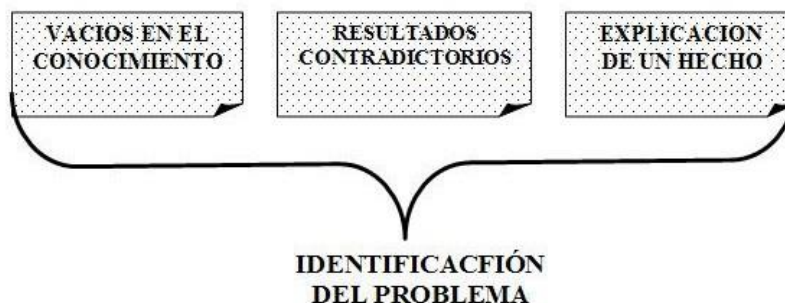 VACIOS EN EL
CONOCIMIENTO
RESULTADOS
CONTRADICTORIOS
EXPLICACION
DE UN HECHO
IDENTIFICACFIÓN
DEL PROBLEMA